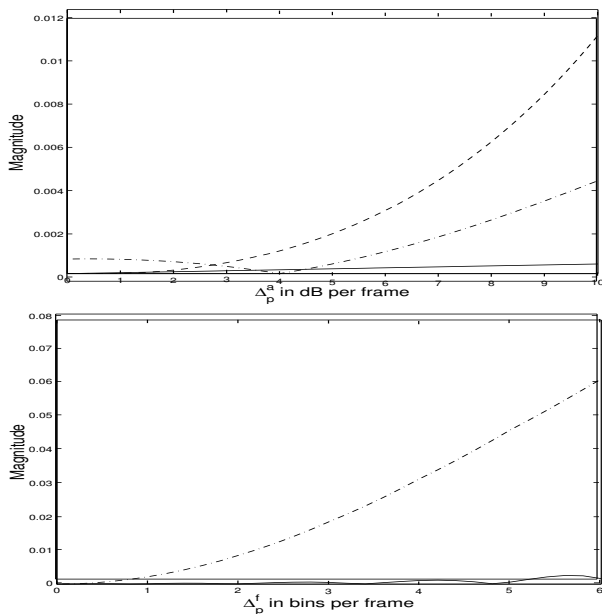 0.012
0.01
0.008
0.006
0.004
0.002
0
Magnitude
0 1 2 3 4 5 6 7 8 9 10
Δ_p^a in dB per frame
0.08
0.07
0.06
0.05
0.04
0.03
0.02
0.01
0
Magnitude
0 1 2 3 4 5 6
Δ_p^f in bins per frame